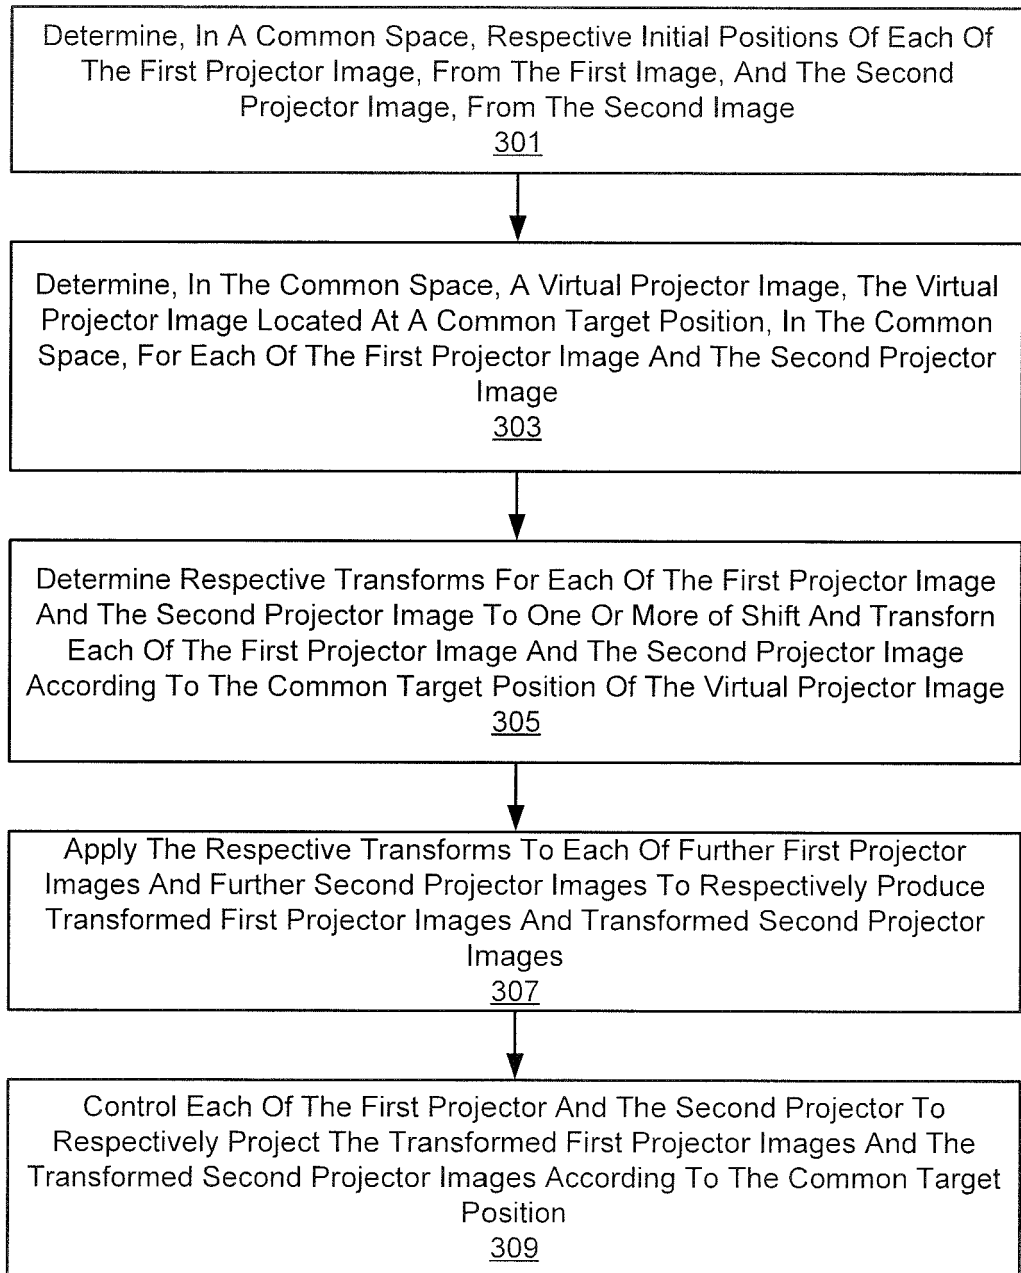 Determine, In A Common Space, Respective Initial Positions Of Each Of
The First Projector Image, From The First Image, And The Second
Projector Image, From The Second Image
301
Determine, In The Common Space, A Virtual Projector Image, The Virtual
Projector Image Located At A Common Target Position, In The Common
Space, For Each Of The First Projector Image And The Second Projector
Image
303
Determine Respective Transforms For Each Of The First Projector Image
And The Second Projector Image To One Or More of Shift And Transforn
Each Of The First Projector Image And The Second Projector Image
According To The Common Target Position Of The Virtual Projector Image
305
Apply The Respective Transforms To Each Of Further First Projector
Images And Further Second Projector Images To Respectively Produce
Transformed First Projector Images And Transformed Second Projector
Images
307
Control Each Of The First Projector And The Second Projector To
Respectively Project The Transformed First Projector Images And The
Transformed Second Projector Images According To The Common Target
Position
309